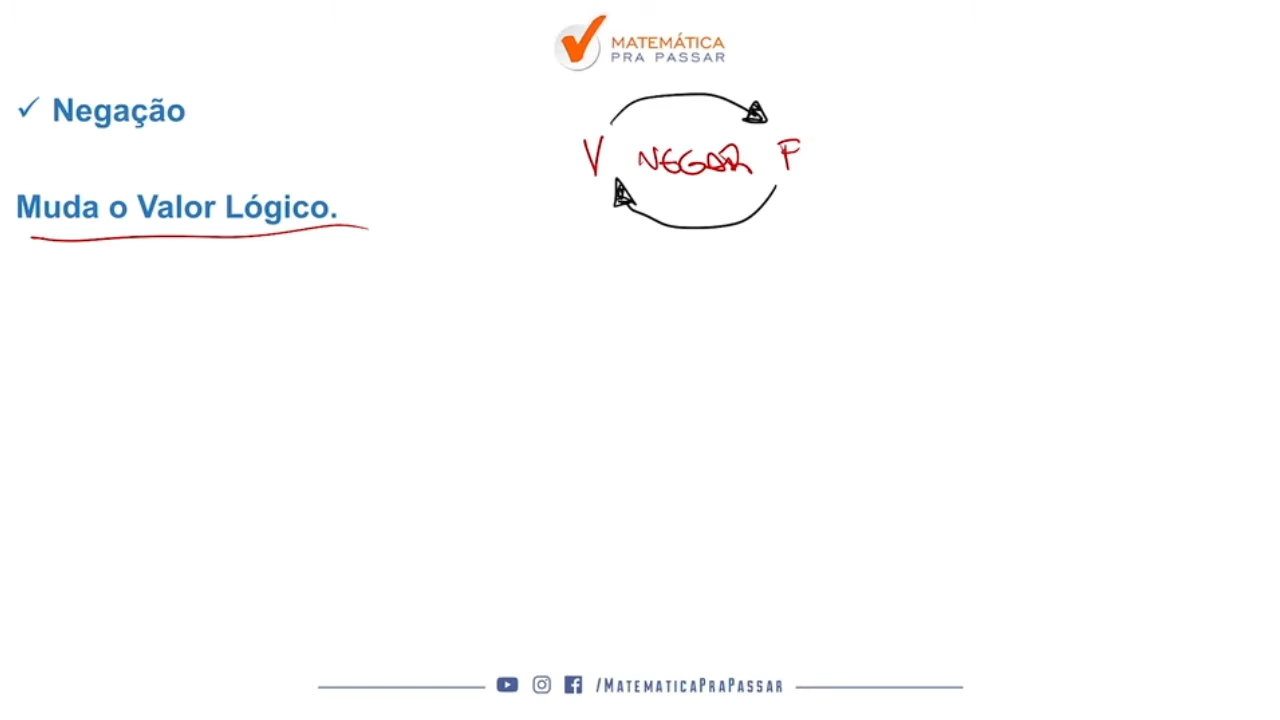 MATEMÁTICA
PRA PASSAR
✓ Negação
V NEGAR F
Muda o Valor Lógico.
/MATEMATICAPRAPASSAR